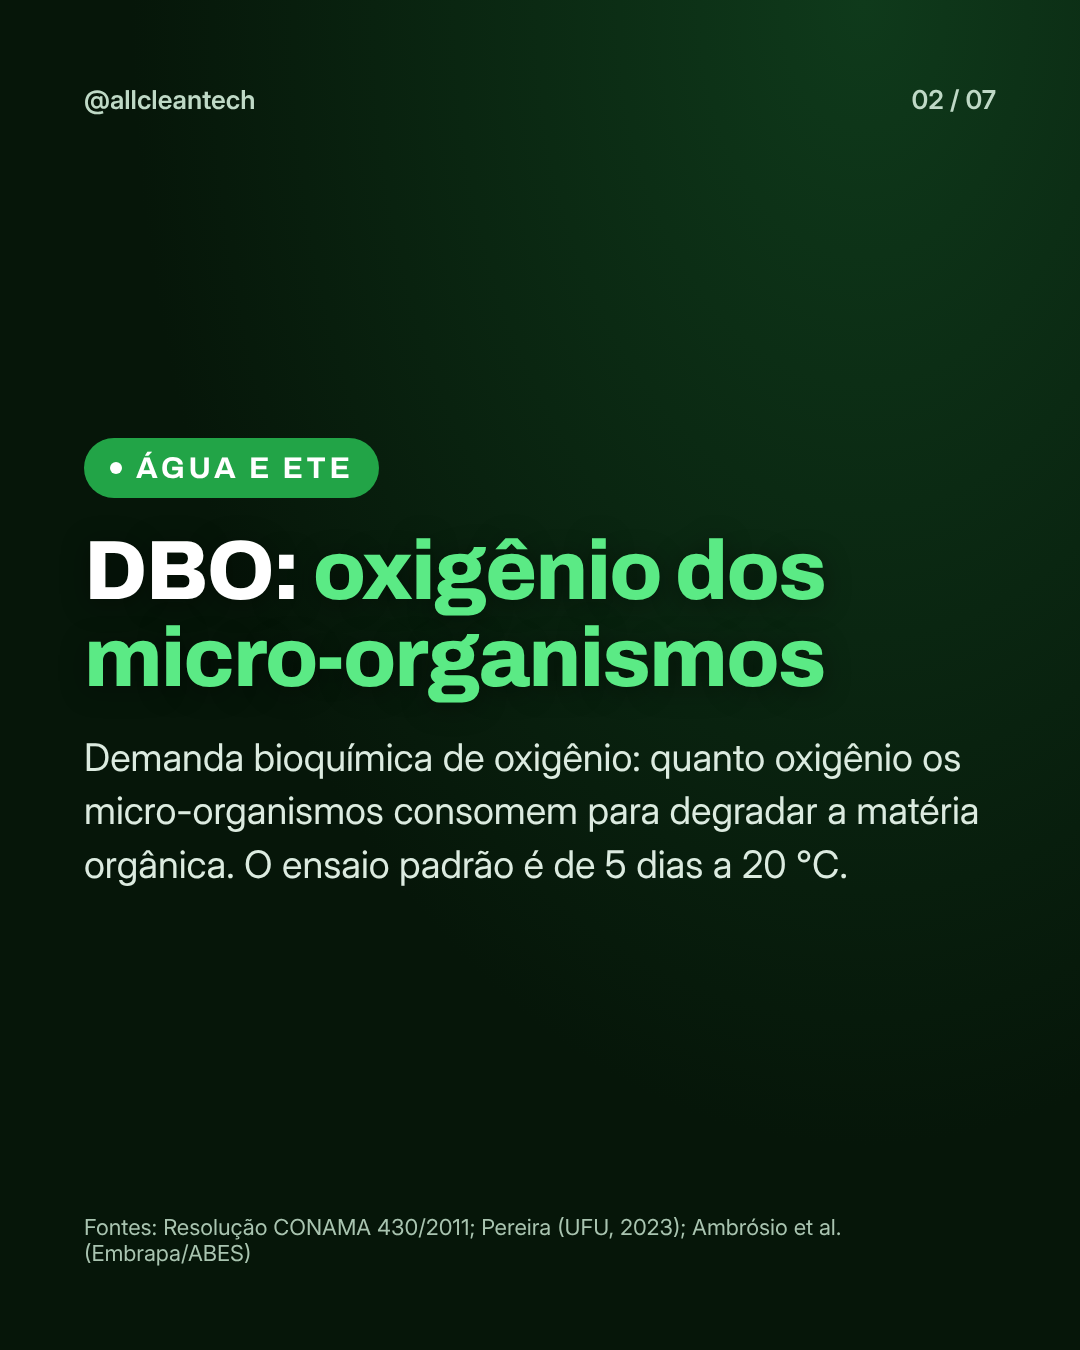 @allcleantech
02 / 07
ÁGUA E ETE
DBO: oxigênio dos
micro-organismos
Demanda bioquímica de oxigênio: quanto oxigênio os
micro-organismos consomem para degradar a matéria
orgânica. O ensaio padrão é de 5 dias a 20 °C.
Fontes: Resolução CONAMA 430/2011; Pereira (UFU, 2023); Ambrósio et al.
(Embrapa/ABES)